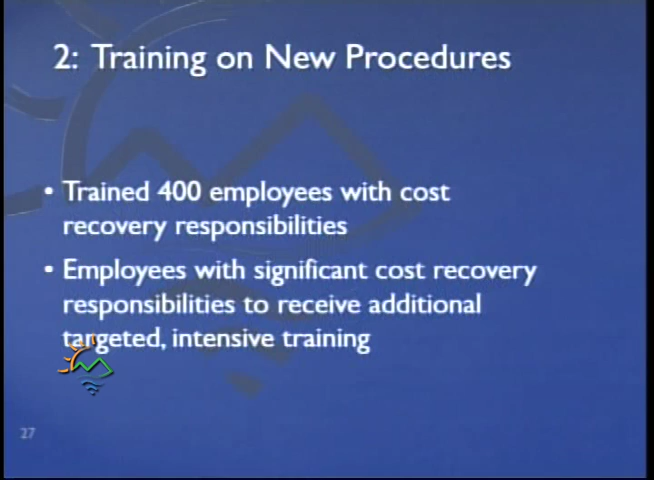 2: Training on New Procedures
• Trained 400 employees with cost
recovery responsibilities
• Employees with significant cost recovery
responsibilities to receive additional
targeted, intensive training
27